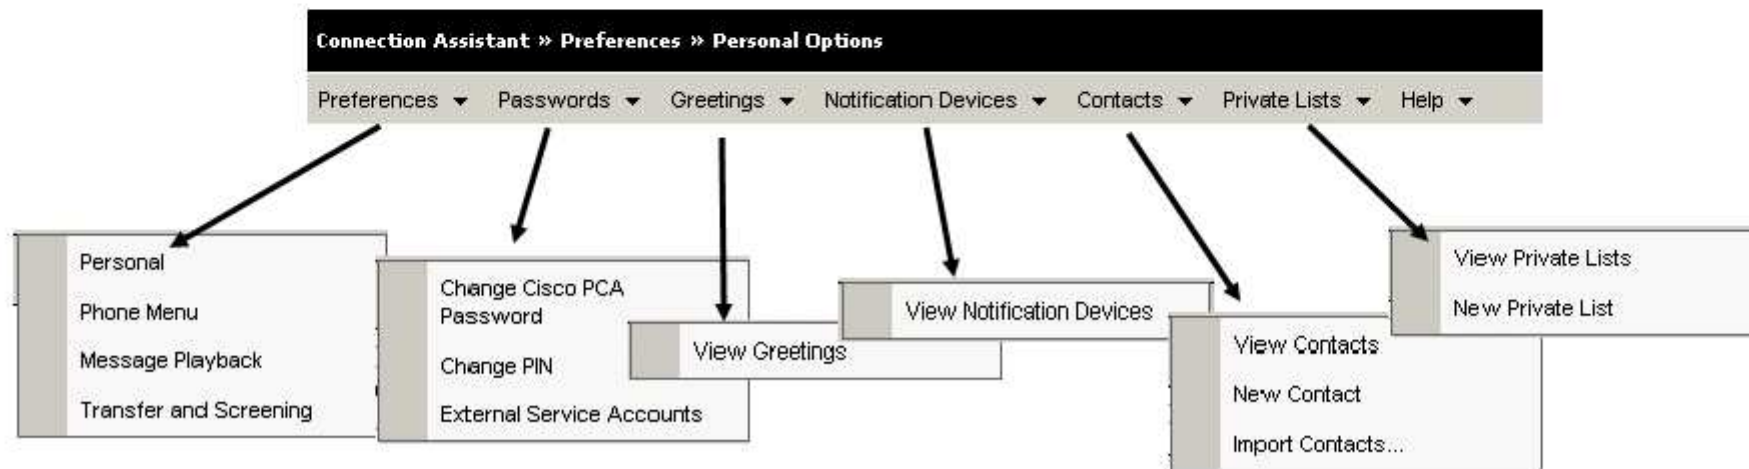 Connection Assistant » Preferences » Personal Options
Preferences Passwords Greetings Notification Devices Contacts Private Lists Help
Personal
Phone Menu
Message Playback
Transfer and Screening
Change Cisco PCA
Password
Change PIN
External Service Accounts
View Greetings
View Notification Devices
View Contacts
New Contact
Import Contacts...
View Private Lists
New Private List